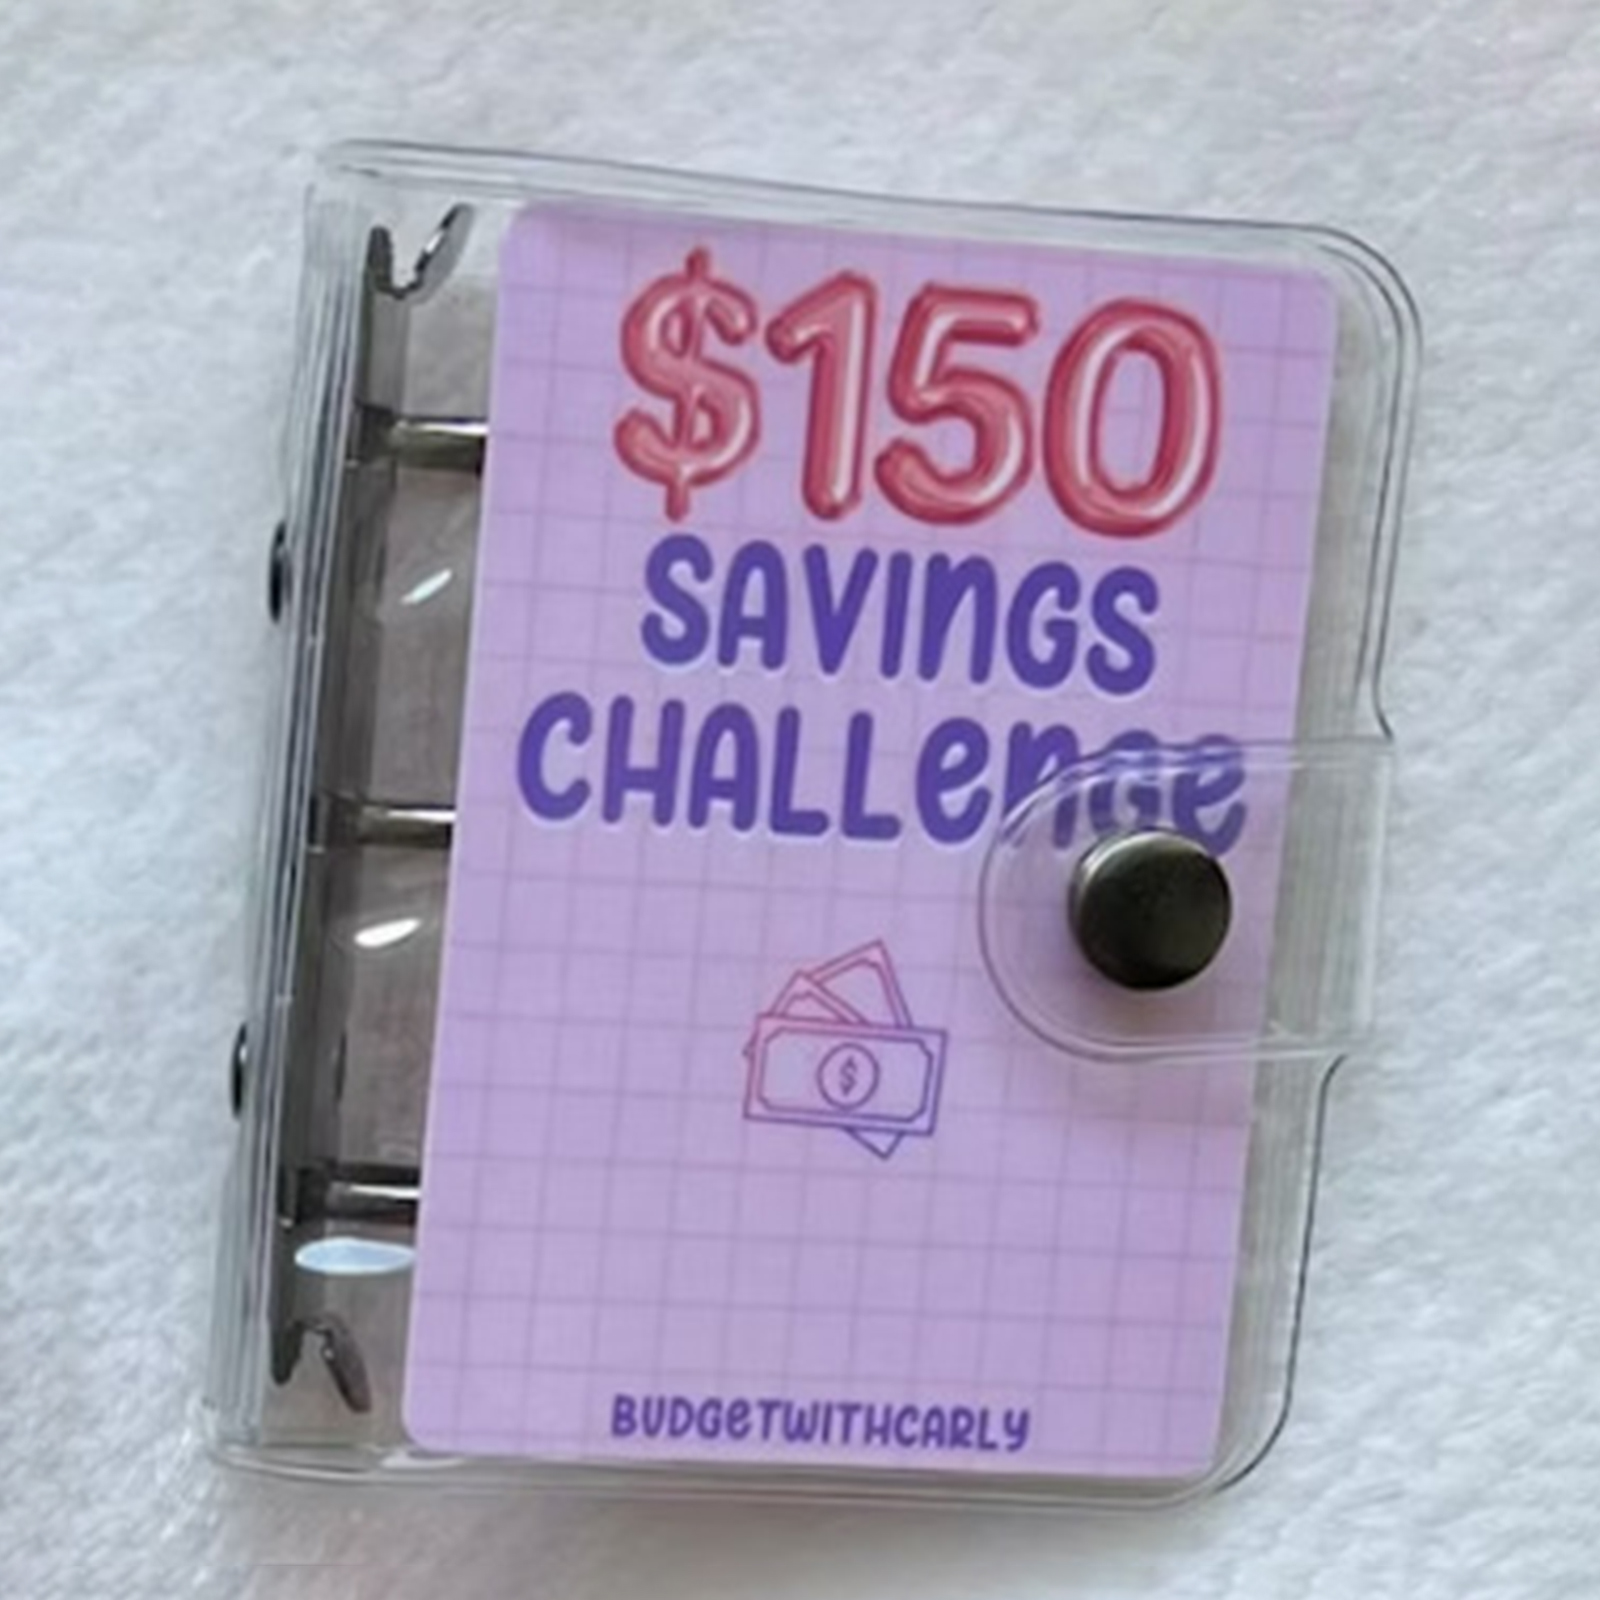 $150
SAVINGS
CHALLeNGe
$
BUDGeTWITHCARLY